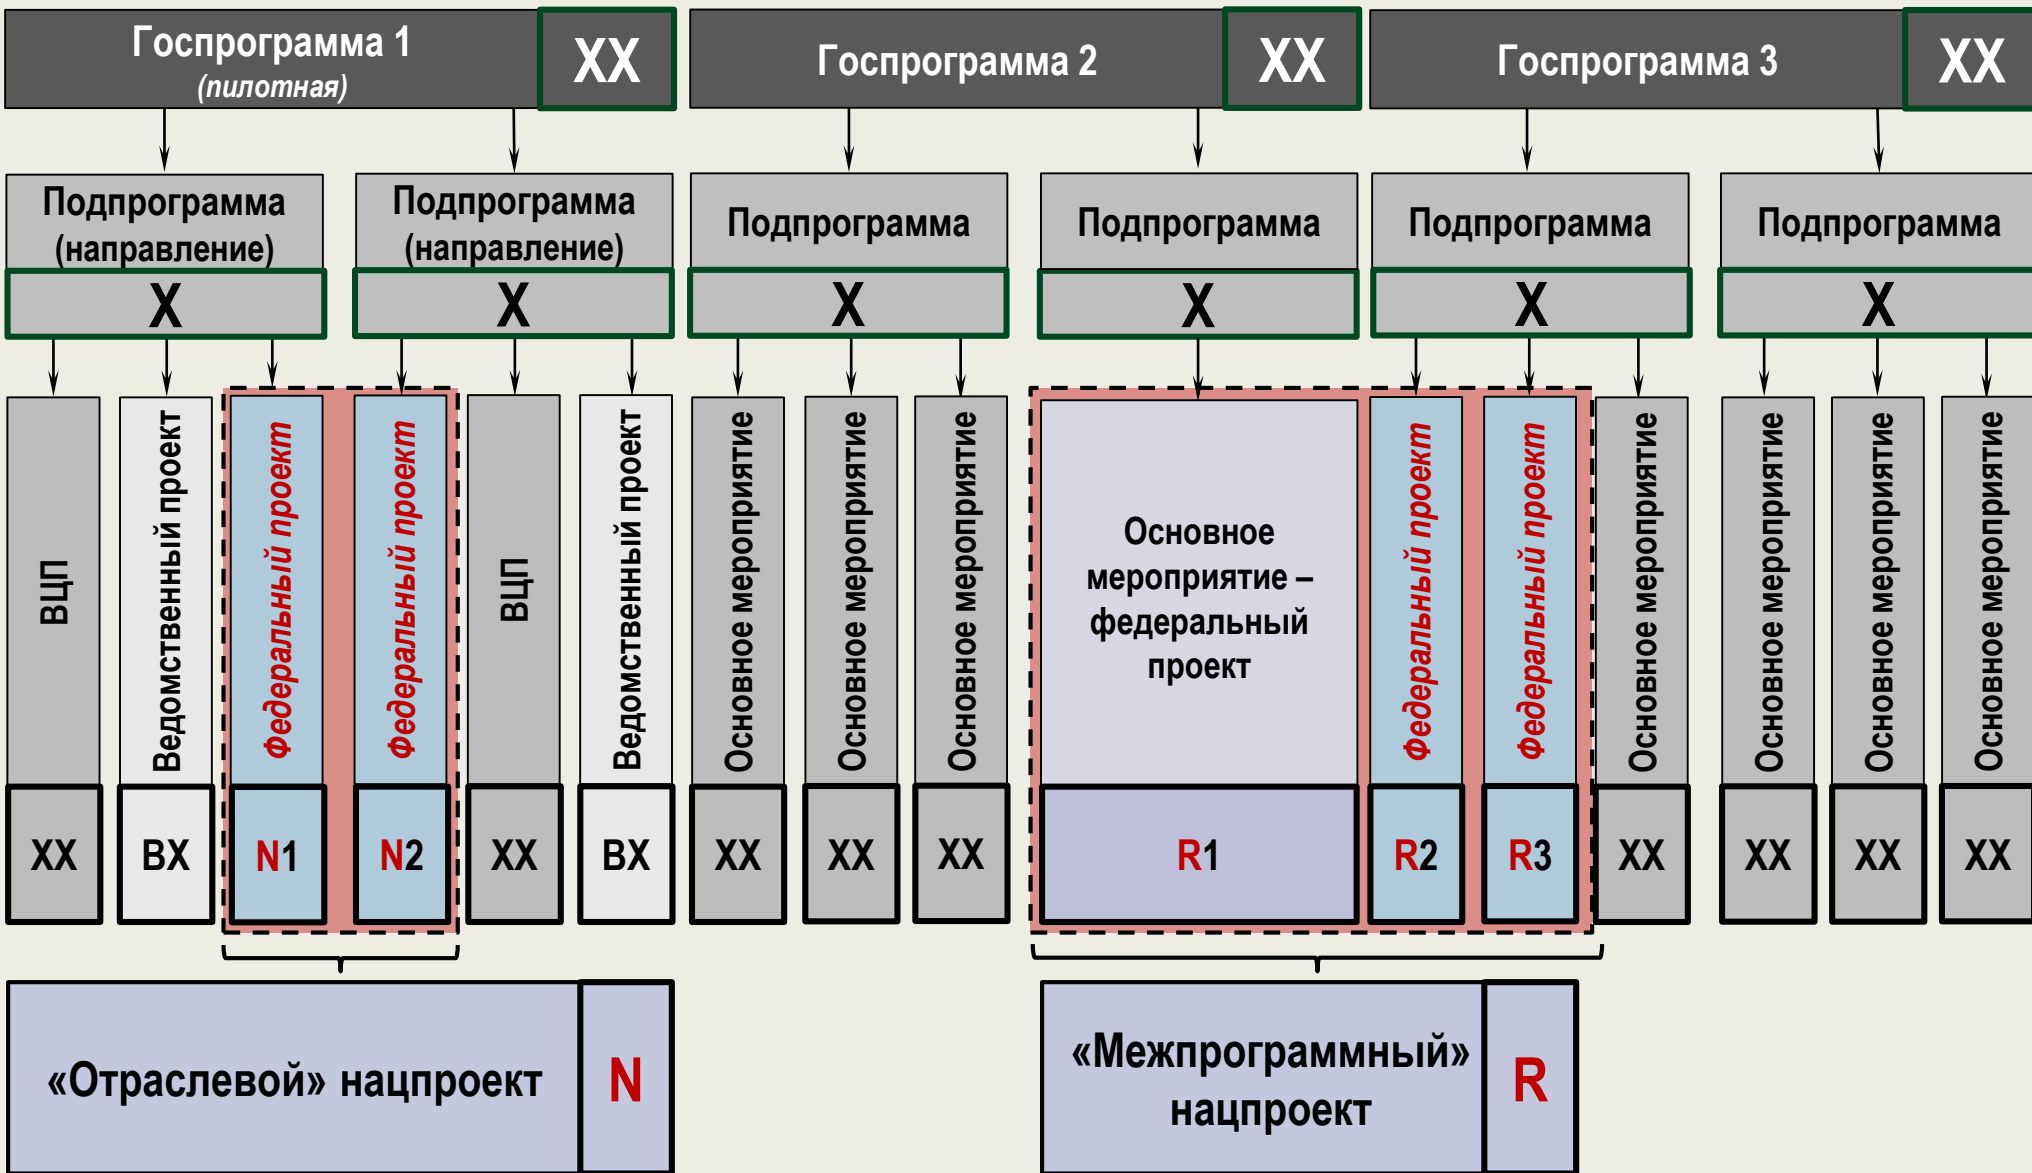 Госпрограмма 1
(пилотная)
XX
Госпрограмма 2
XX
Госпрограмма 3
XX
Подпрограмма
(направление)
X
Подпрограмма
(направление)
X
Подпрограмма
X
Подпрограмма
X
Подпрограмма
X
Подпрограмма
X
ВЦП
Ведомственный проект
Федеральный проект
Федеральный проект
ВЦП
Ведомственный проект
Основное мероприятие
Основное мероприятие
Основное мероприятие
Основное
мероприятие –
федеральный
проект
Федеральный проект
Федеральный проект
Основное мероприятие
Основное мероприятие
Основное мероприятие
Основное мероприятие
XX
ВХ
N1
N2
XX
ВХ
XX
XX
XX
R1
R2
R3
XX
XX
XX
XX
«Отраслевой» нацпроект
N
«Межпрограммный»
нацпроект
R